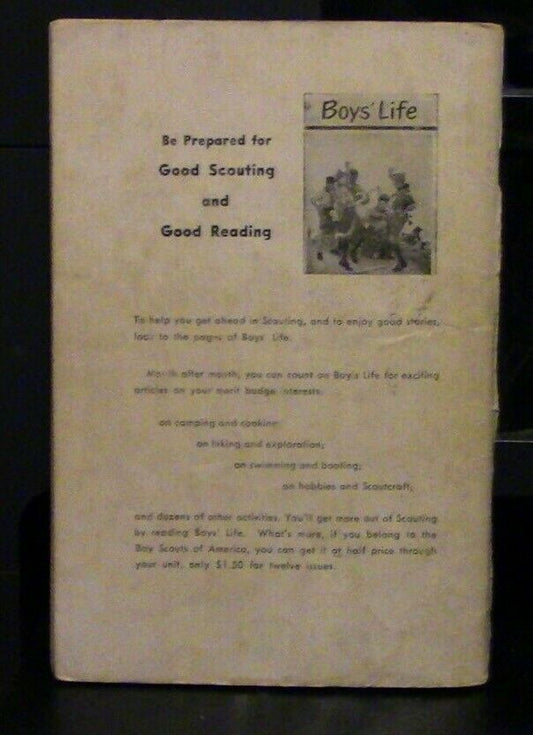 Boys' Life
Be Prepared for
Good Scouting
and
Good Reading
To help you get ahead in Scouting, and to enjoy good stories,
look to the pages of Boys' Life.
Month after month, you can count on Boy's Life for exciting
articles on your merit badge interests:
on camping and cooking;
on hiking and exploration;
on swimming and boating;
on hobbies and Scoutcraft;
and dozens of other activities. You'll get more out of Scouting
by reading Boys' Life. What's more, if you belong to the
Boy Scouts of America, you can get it at half price through
your unit, only $1.50 for twelve issues.